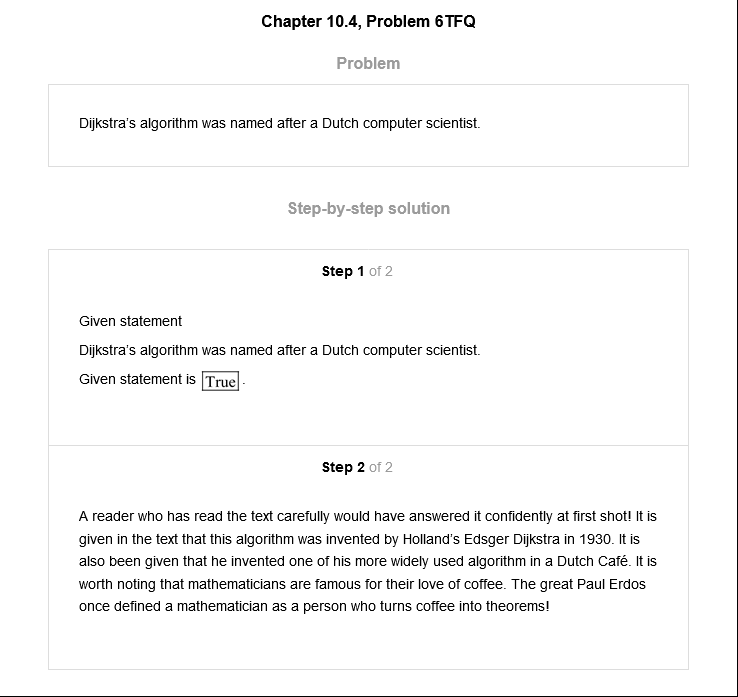 Chapter 10.4, Problem 6TFQ
Problem
Dijkstra's algorithm was named after a Dutch computer scientist.
Step-by-step solution
Step 1 of 2
Given statement
Dijkstra's algorithm was named after a Dutch computer scientist.
Given statement is True .
Step 2 of 2
A reader who has read the text carefully would have answered it confidently at first shot! It is
given in the text that this algorithm was invented by Holland's Edsger Dijkstra in 1930. It is
also been given that he invented one of his more widely used algorithm in a Dutch Café. It is
worth noting that mathematicians are famous for their love of coffee. The great Paul Erdos
once defined a mathematician as a person who turns coffee into theorems!